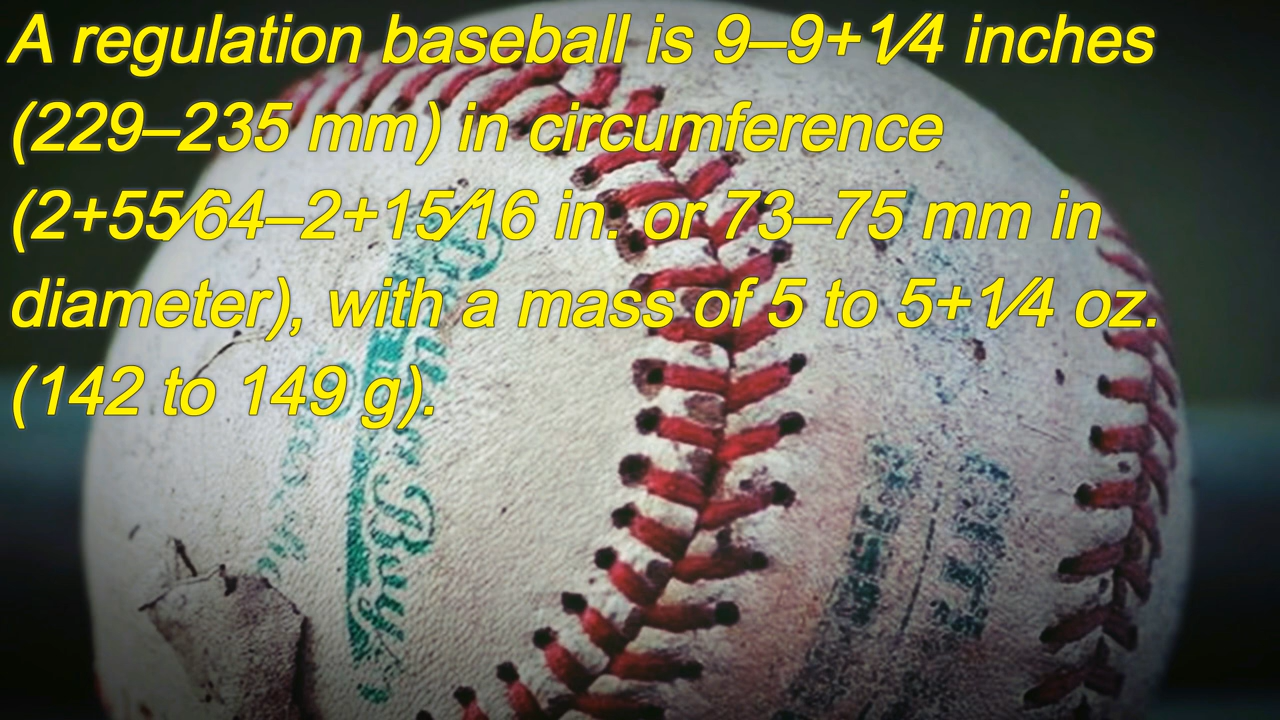 A regulation baseball is 9–9+1⁄4 inches
(229–235 mm) in circumference
(2+55⁄64–2+15⁄16 in. or 73–75 mm in
diameter), with a mass of 5 to 5+1⁄4 oz.
(142 to 149 g).